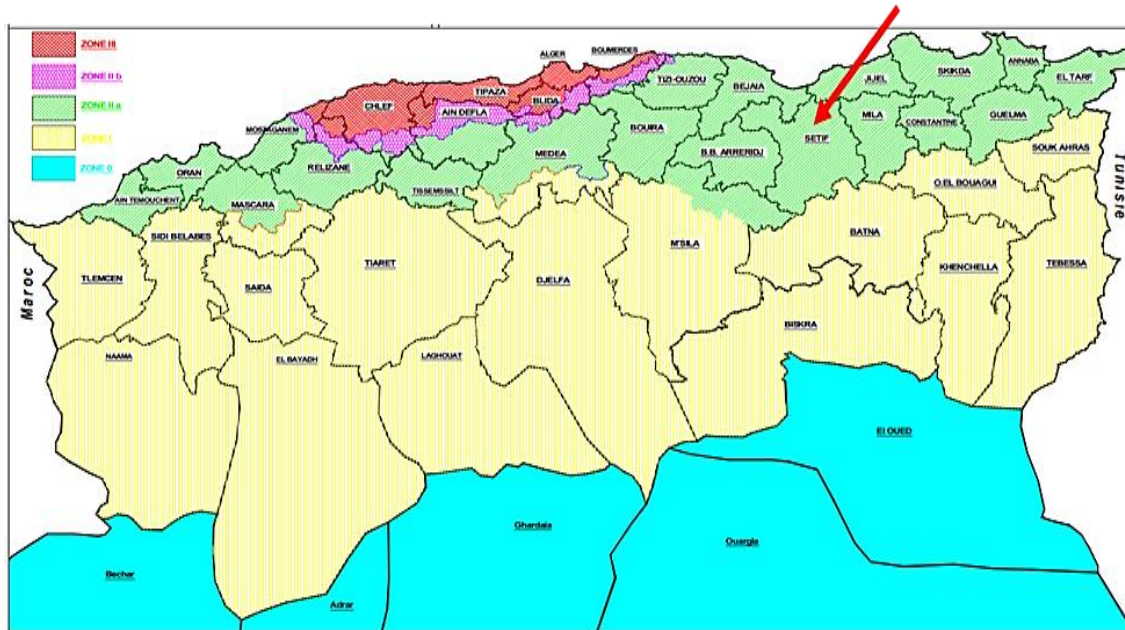 ZONE III
ZONE II b
ZONE II a
ZONE I
ZONE 0
ALGER
BOUMERDES
TIZI-OUZOU
BEJAIA
JIJEL
SKIKDA
ANNABA
EL TARF
CHLEF
TIPAZA
BLIDA
AIN DEFLA
MOSTAGANEM
BOUIRA
B.B. ARRERIDJ
SETIF
MILA
CONSTANTINE
GUELMA
SOUK AHRAS
ORAN
RELIZANE
MEDEA
AIN TEMOUCHENT
MASCARA
TISSEMSSILT
O.EL BOUAGUI
Tunisie
SIDI BELABES
TLEMCEN
SAIDA
TIARET
DJELFA
M'SILA
BATNA
KHENCHELLA
TEBESSA
Maroc
BISKRA
NAAMA
EL BAYADH
LAGHOUAT
El OUED
Ghardaia
Ouargla
Bechar
Adrar